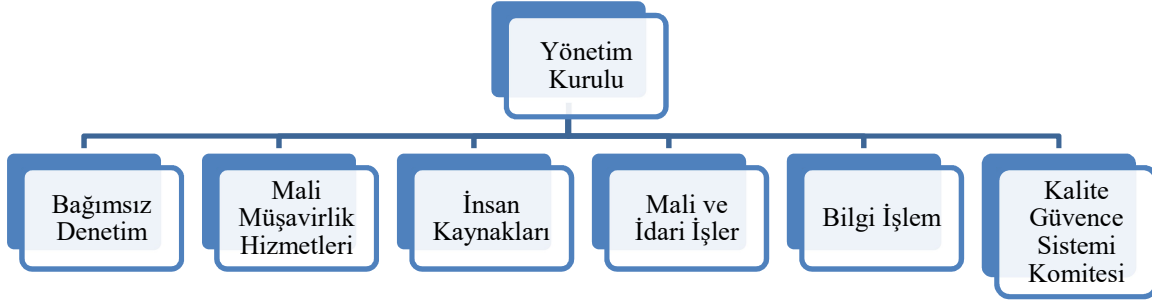 Yönetim
Kurulu
Bağımsız
Denetim
Mali
Müşavirlik
Hizmetleri
İnsan
Kaynakları
Mali ve
İdari İşler
Bilgi İşlem
Kalite
Güvence
Sistemi
Komitesi